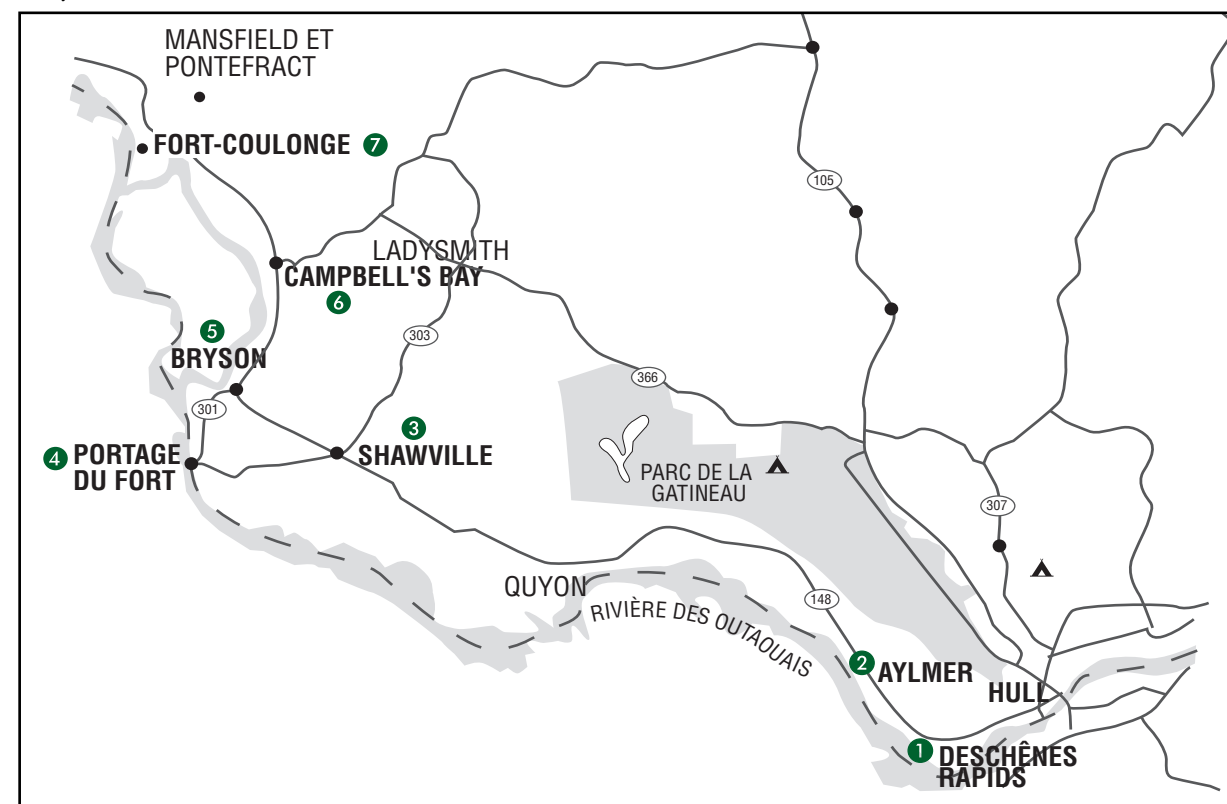 MANSFIELD ET
PONTEFRACT
FORT-COULONGE 7
105
LADYSMITH
CAMPBELL'S BAY
6
5
BRYSON
303
366
301
3
4 PORTAGE
DU FORT
SHAWVILLE
PARC DE LA
GATINEAU
307
QUYON
RIVIÈRE DES OUTAOUAIS
148
2 AYLMER
HULL
1 DESCHÊNES
RAPIDS